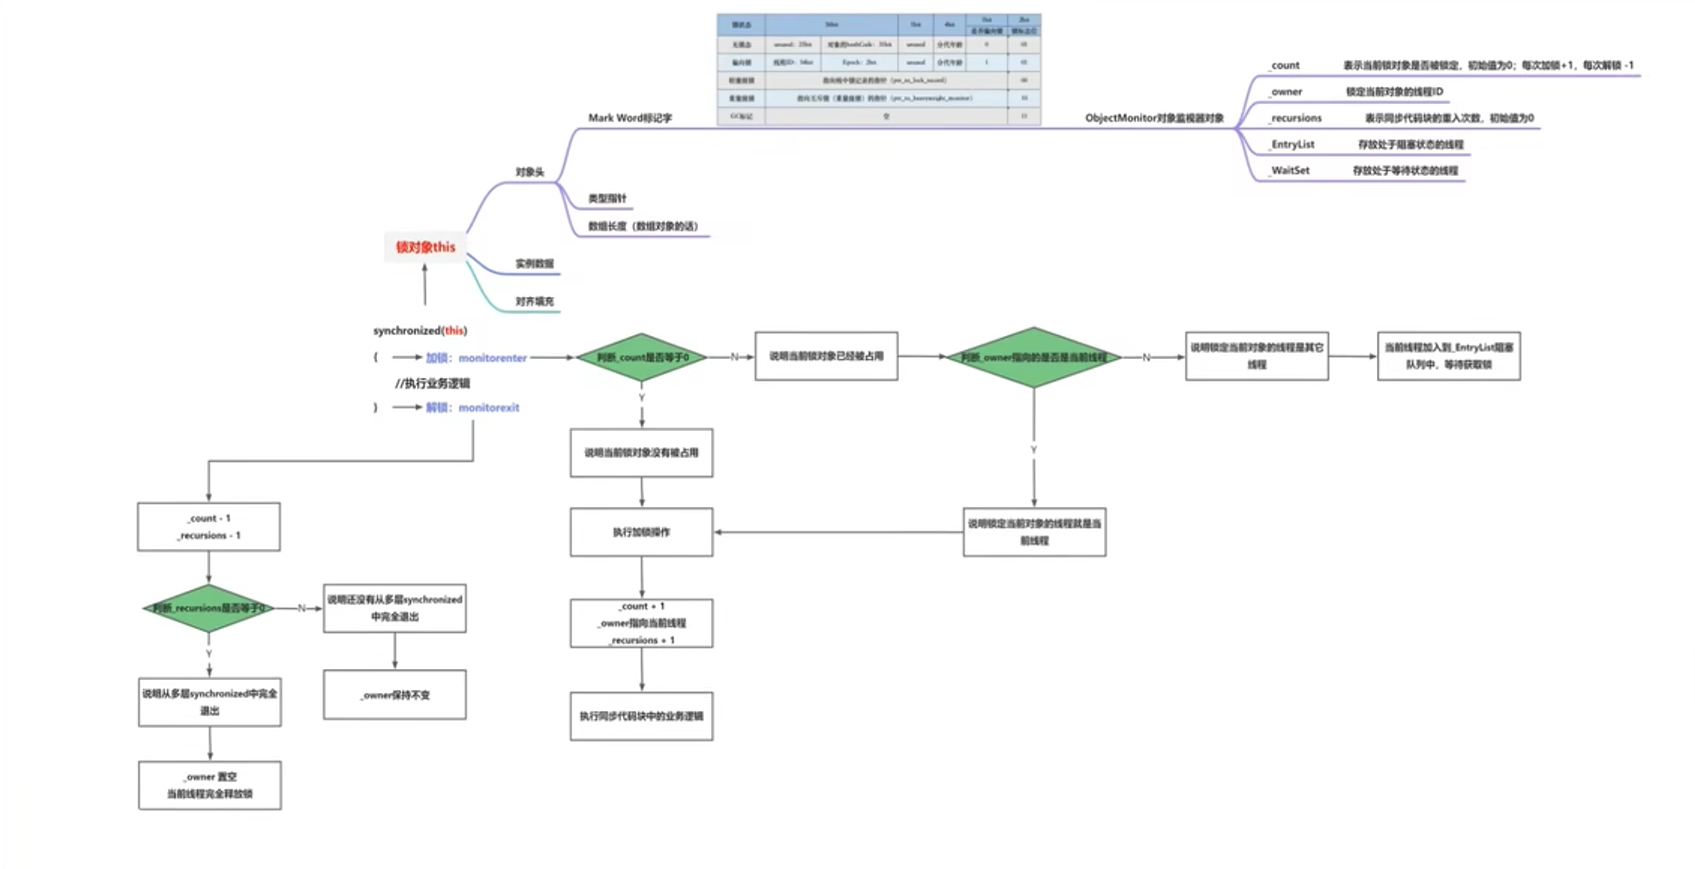 锁状态
56bit
1bit
4bit
1bit
2bit
是否偏向锁
锁标志位
无锁态
unused：25bit
对象的hashCode：31bit
unused
分代年龄
0
01
偏向锁
线程ID：54bit
Epoch：2bit
unused
分代年龄
1
01
轻量级锁
指向栈中锁记录的指针（ptr_to_lock_record）
00
重量级锁
10
GC标记
空
11
Mark Word标记字
ObjectMonitor对象监视器对象
_count
表示当前锁对象是否被锁定，初始值为0；每次加锁+1，每次解锁 -1
_owner
锁定当前对象的线程ID
_recursions
表示同步代码块的重入次数，初始值为0
_EntryList
存放处于阻塞状态的线程
_WaitSet
存放处于等待状态的线程
对象头
类型指针
数组长度（数组对象的话）
锁对象this
实例数据
对齐填充
synchronized(this)
{
加锁：monitorenter
//执行业务逻辑
}
解锁：monitorexit
判断_count是否等于0
N
说明当前锁对象已经被占用
判断_owner指向的是否是当前线程
N
说明锁定当前对象的线程是其它
线程
当前线程加入到_EntryList阻塞
队列中，等待获取锁
Y
说明当前锁对象没有被占用
Y
执行加锁操作
说明锁定当前对象的线程就是当
前线程
_count + 1
_owner指向当前线程
_recursions + 1
执行同步代码块中的业务逻辑
_count - 1
_recursions - 1
判断_recursions是否等于0
N
说明还没有从多层synchronized
中完全退出
_owner保持不变
Y
说明从多层synchronized中完全
退出
_owner 置空
当前线程完全释放锁